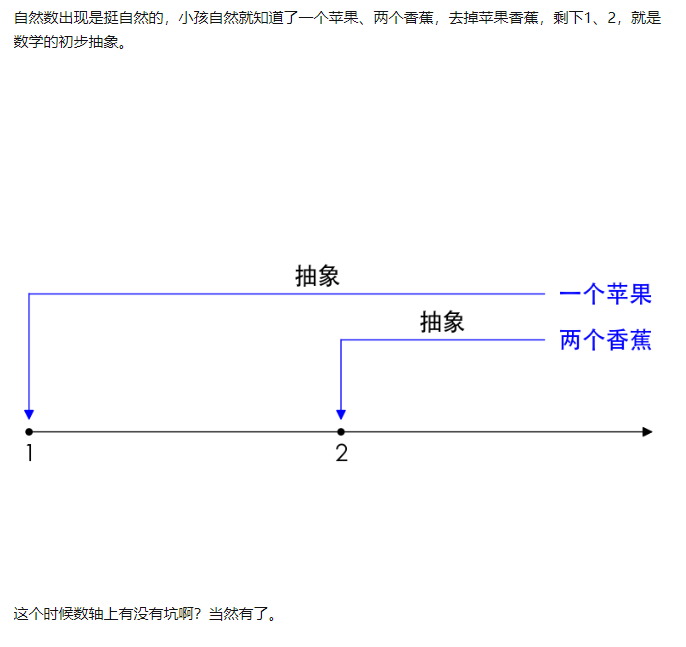 自然数出现是挺自然的，小孩自然就知道了一个苹果、两个香蕉，去掉苹果香蕉，剩下1、2，就是
数学的初步抽象。
抽象
一个苹果
抽象
两个香蕉
1
2
这个时候数轴上有没有坑啊？当然有了。